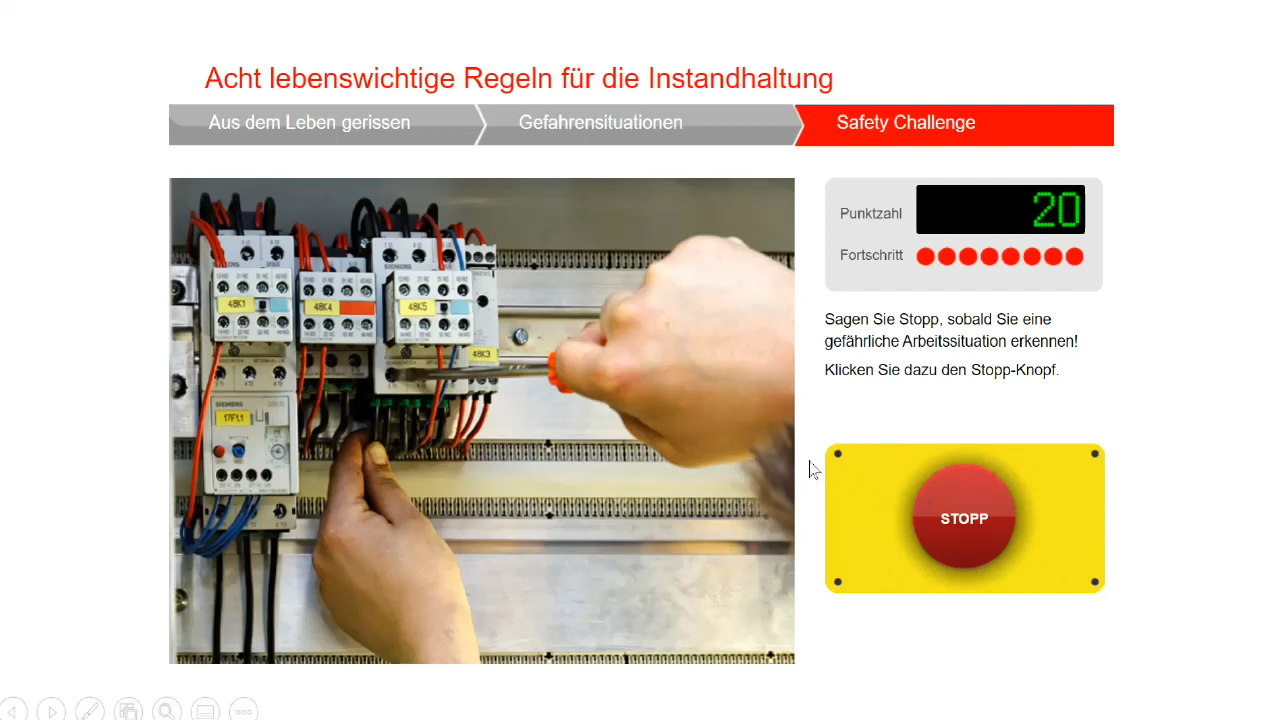 Acht lebenswichtige Regeln für die Instandhaltung
Aus dem Leben gerissen
Gefahrensituationen
Safety Challenge
Punktzahl
20
Fortschritt
Sagen Sie Stopp, sobald Sie eine
gefährliche Arbeitssituation erkennen!
Klicken Sie dazu den Stopp-Knopf.
STOPP
48K1
48K4
48K5
48K3
SIEMENS
SIEMENS
17F1.1